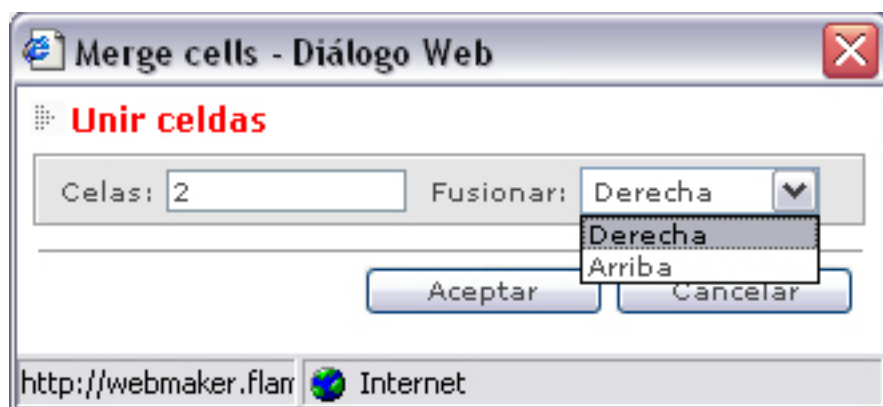 Merge cells - Diálogo Web
Unir celdas
Celas: 2 Fusionar: Derecha
Derecha
Arriba
Aceptar Cancelar
http://webmaker.flam Internet